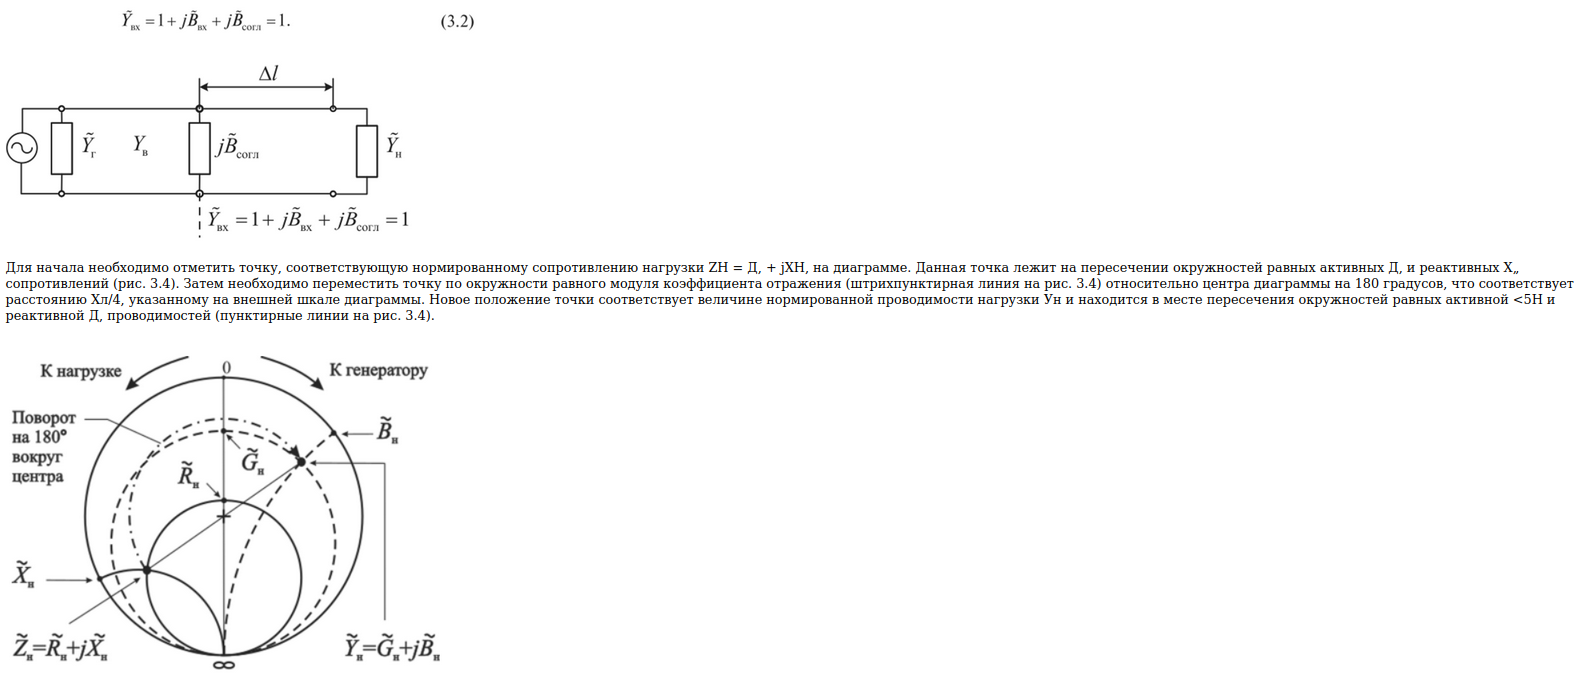 Ỹвх = 1 + jB̃вх + jB̃согл = 1. (3.2)
Δl
Ỹг
Yв
jB̃согл
Ỹн
Ỹвх = 1 + jB̃вх + jB̃согл = 1
Для начала необходимо отметить точку, соответствующую нормированному сопротивлению нагрузки ZH = Д, + jXH, на диаграмме. Данная точка лежит на пересечении окружностей равных активных Д, и реактивных X„
сопротивлений (рис. 3.4). Затем необходимо переместить точку по окружности равного модуля коэффициента отражения (штрихпунктирная линия на рис. 3.4) относительно центра диаграммы на 180 градусов, что соответствует
расстоянию Хл/4, указанному на внешней шкале диаграммы. Новое положение точки соответствует величине нормированной проводимости нагрузки Ун и находится в месте пересечения окружностей равных активной <5Н и
реактивной Д, проводимостей (пунктирные линии на рис. 3.4).
К нагрузке
0
К генератору
Поворот
на 180°
вокруг
центра
B̃н
G̃н
R̃н
X̃н
Z̃н=R̃н+jX̃н
Ỹн=G̃н+jB̃н
∞